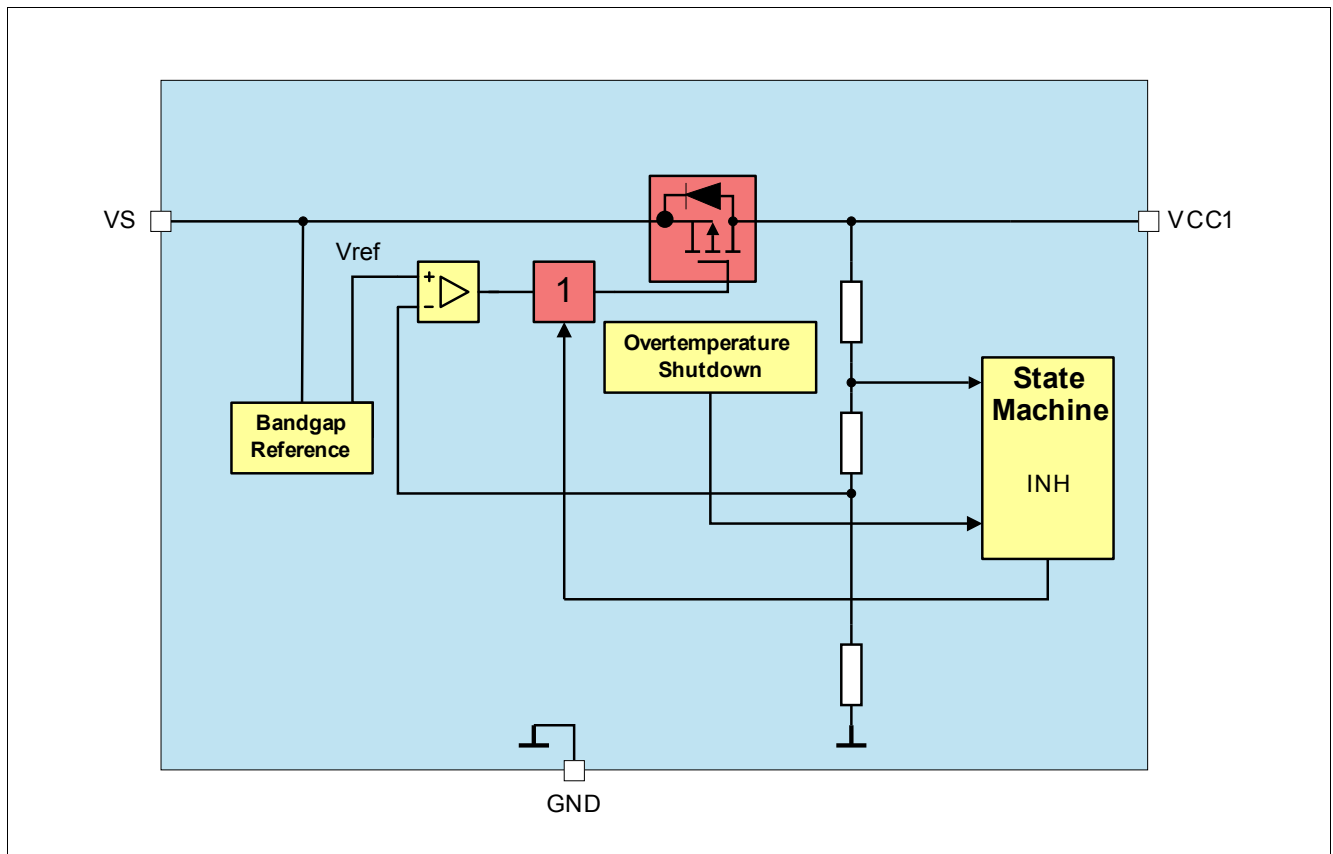 VS
VCC1
Vref
+
−
1
Overtemperature
Shutdown
State
Machine
INH
Bandgap
Reference
GND